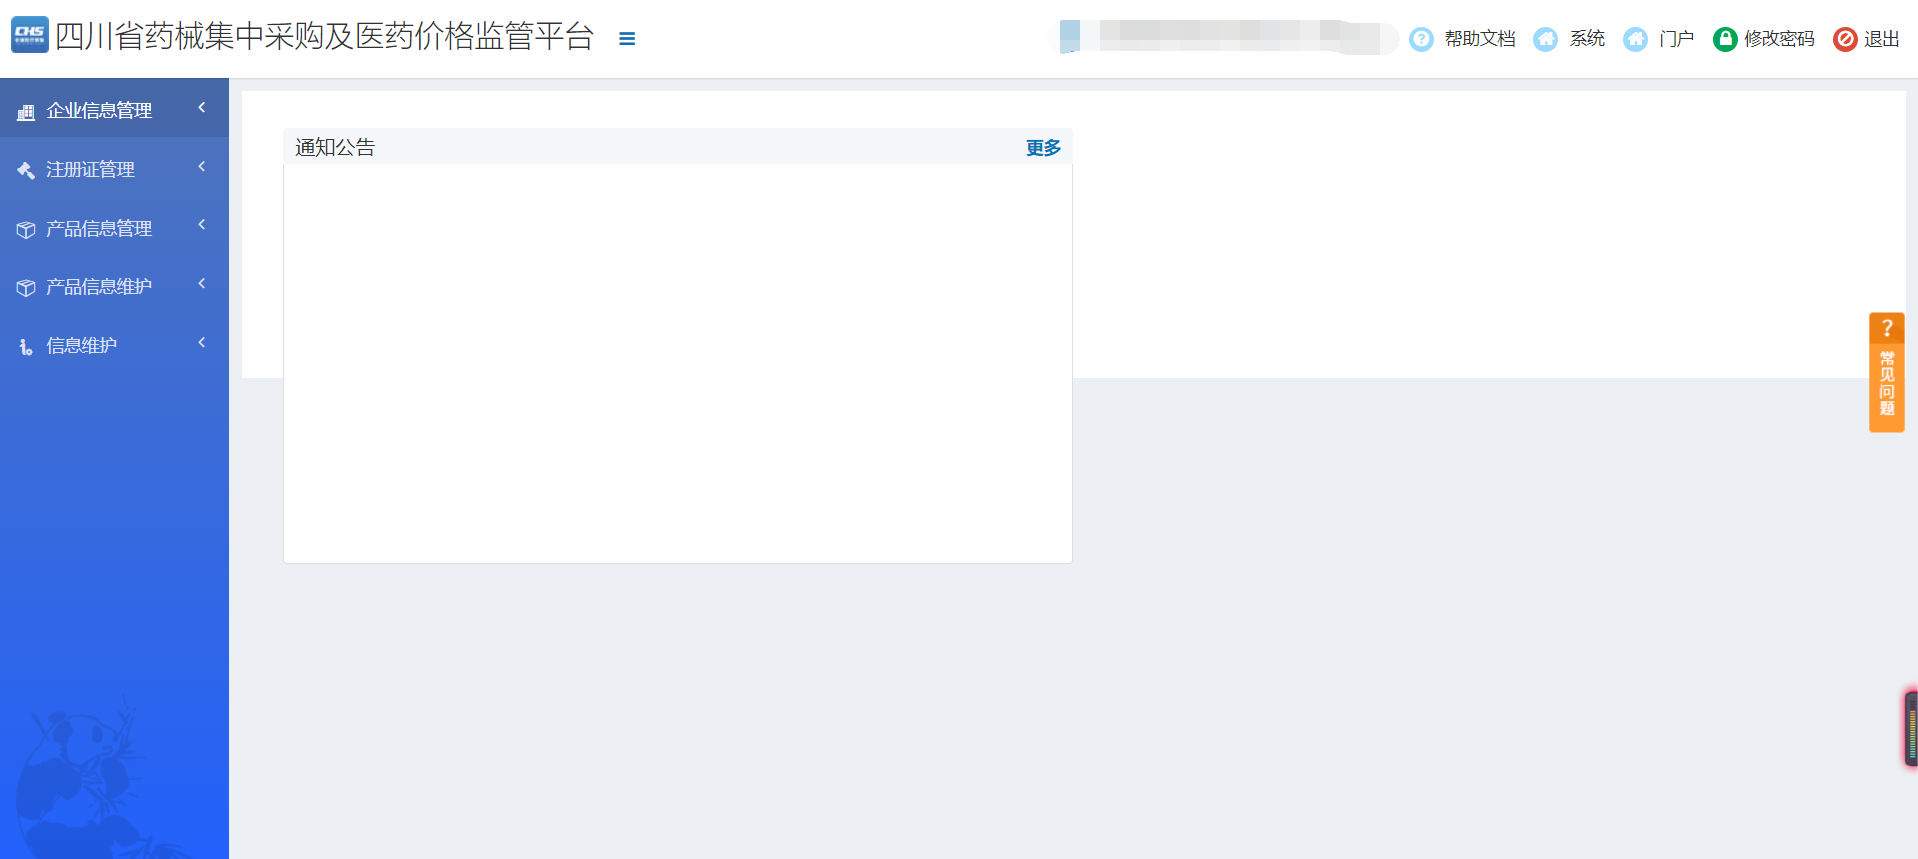 CHS
四川省药械集中采购及医药价格监管平台
帮助文档
系统
门户
修改密码
退出
企业信息管理
注册证管理
产品信息管理
产品信息维护
信息维护
通知公告
更多
?
常见问题